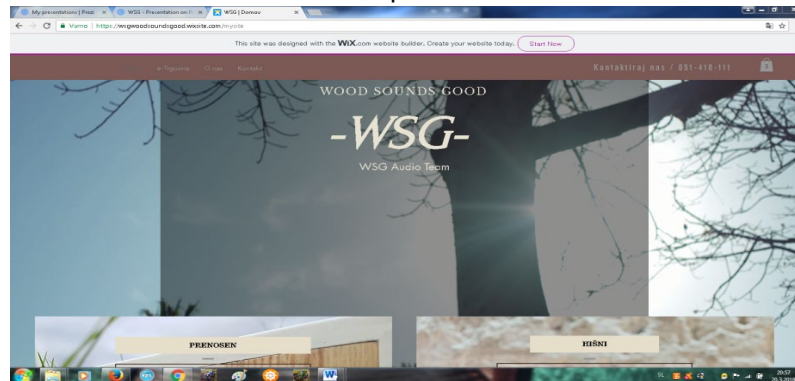 My presentations | Prezi
WSG - Presentation on P
WSG | Domov
Varno | https://wsgwoodsoundsgood.wixsite.com/mysite
This site was designed with the WiX.com website builder. Create your website today. Start Now
e-Trgovina O nas Kontakt
Kontaktiraj nas / 051-418-111
WOOD SOUNDS GOOD
-WSG-
WSG Audio Team
PRENOSEN
HIŠNI
SL
20:57